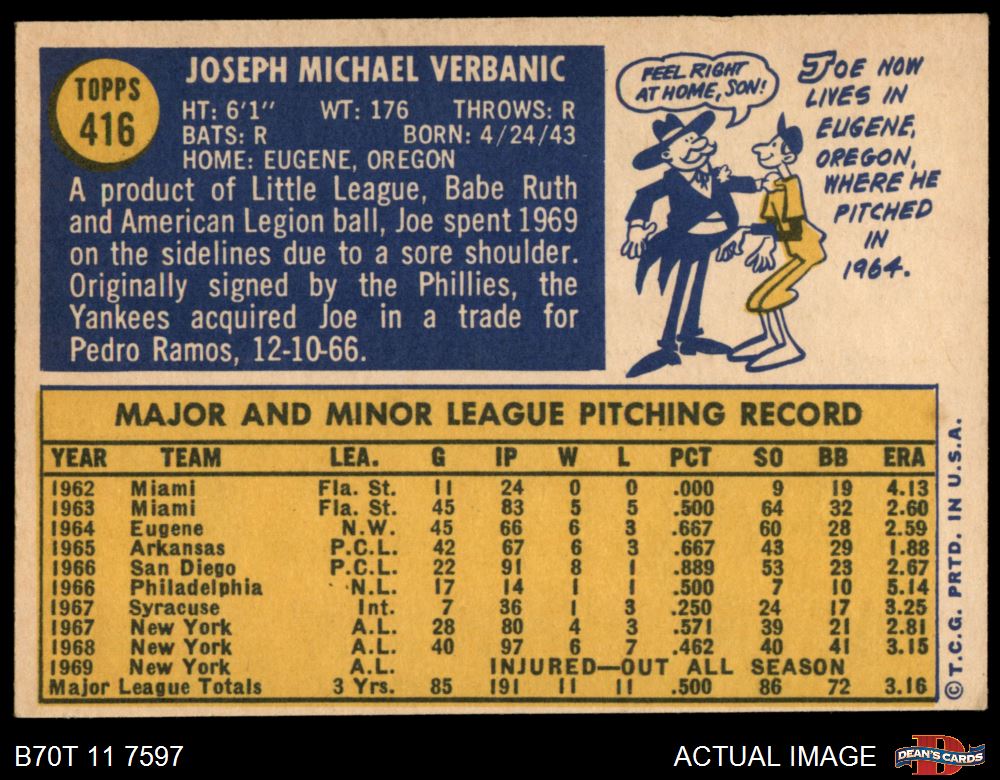 TOPPS
416
JOSEPH MICHAEL VERBANIC
HT: 6'1" WT: 176 THROWS: R
BATS: R BORN: 4/24/43
HOME: EUGENE, OREGON
A product of Little League, Babe Ruth
and American Legion ball, Joe spent 1969
on the sidelines due to a sore shoulder.
Originally signed by the Phillies, the
Yankees acquired Joe in a trade for
Pedro Ramos, 12-10-66.
FEEL RIGHT
AT HOME, SON!
JOE NOW
LIVES IN
EUGENE,
OREGON,
WHERE HE
PITCHED
IN
1964.
MAJOR AND MINOR LEAGUE PITCHING RECORD
YEAR TEAM LEA. G IP W L PCT SO BB ERA
1962 Miami Fla. St. 11 24 0 0 .000 9 19 4.13
1963 Miami Fla. St. 45 83 5 5 .500 64 32 2.60
1964 Eugene N.W. 45 66 6 3 .667 60 28 2.59
1965 Arkansas P.C.L. 42 67 6 3 .667 43 29 1.88
1966 San Diego P.C.L. 22 91 8 1 .889 53 23 2.67
1966 Philadelphia N.L. 17 14 1 1 .500 7 10 5.14
1967 Syracuse Int. 7 36 1 3 .250 24 17 3.25
1967 New York A.L. 28 80 4 3 .571 39 21 2.81
1968 New York A.L. 40 97 6 7 .462 40 41 3.15
1969 New York A.L. INJURED—OUT ALL SEASON
Major League Totals 3 Yrs. 85 191 11 11 .500 86 72 3.16
© T.C.G. PRTD. IN U.S.A.
B70T 11 7597
ACTUAL IMAGE
D
DEAN'S CARDS